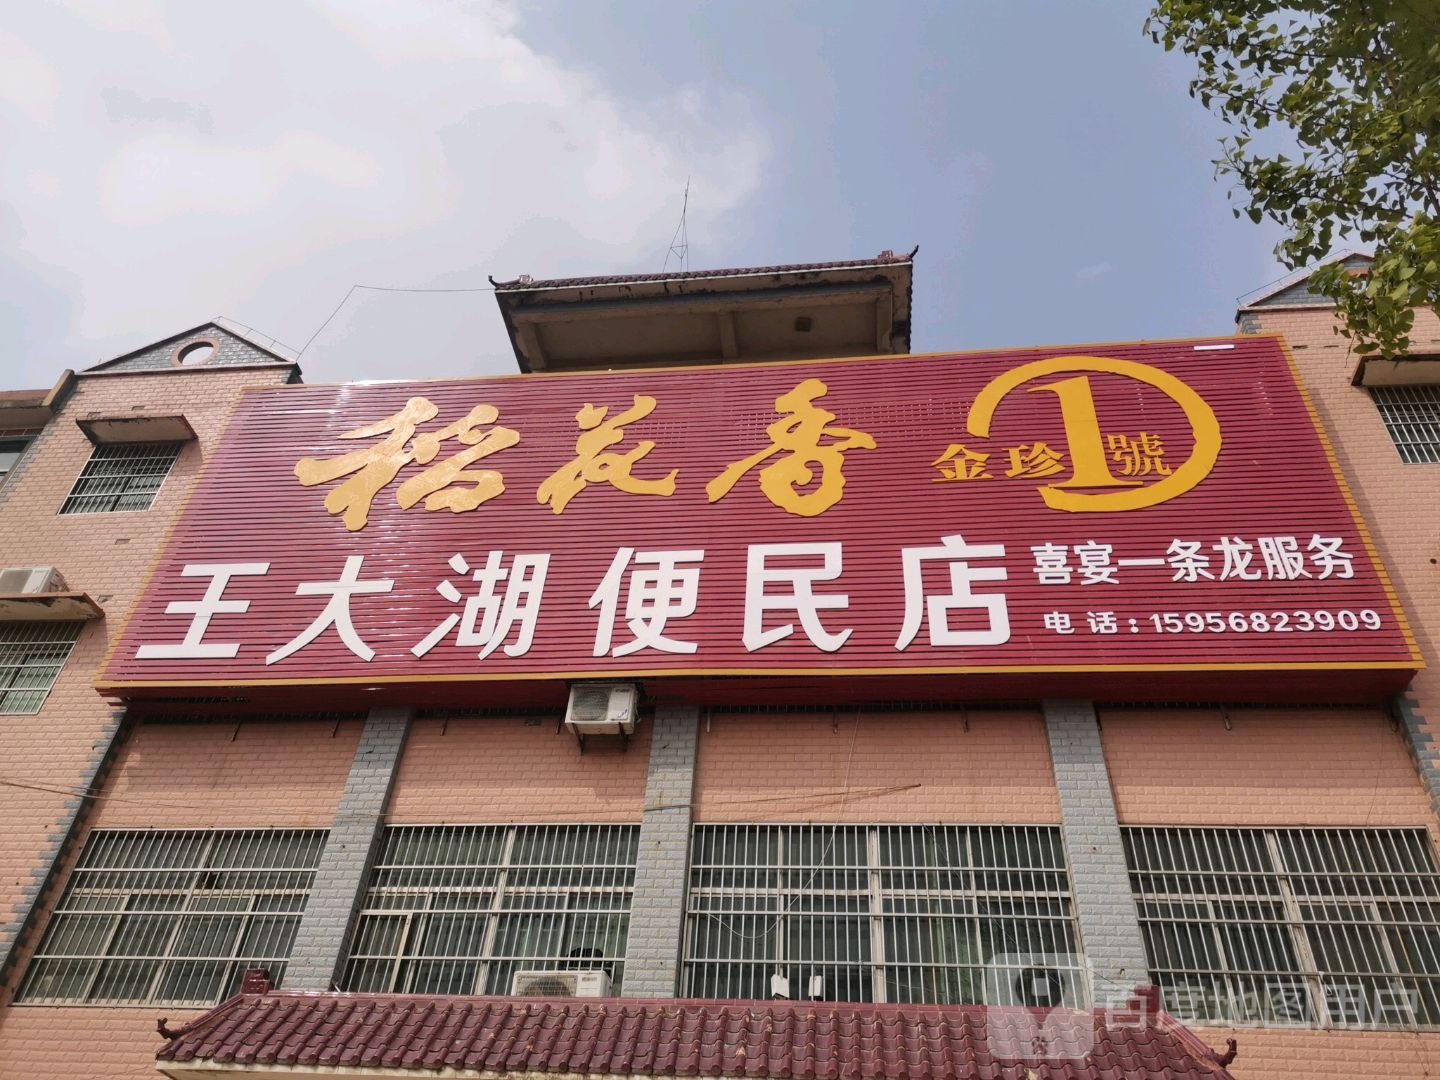 稻花香 金珍1號
王大湖便民店
喜宴一条龙服务
电话:15956823909
百度地图用户